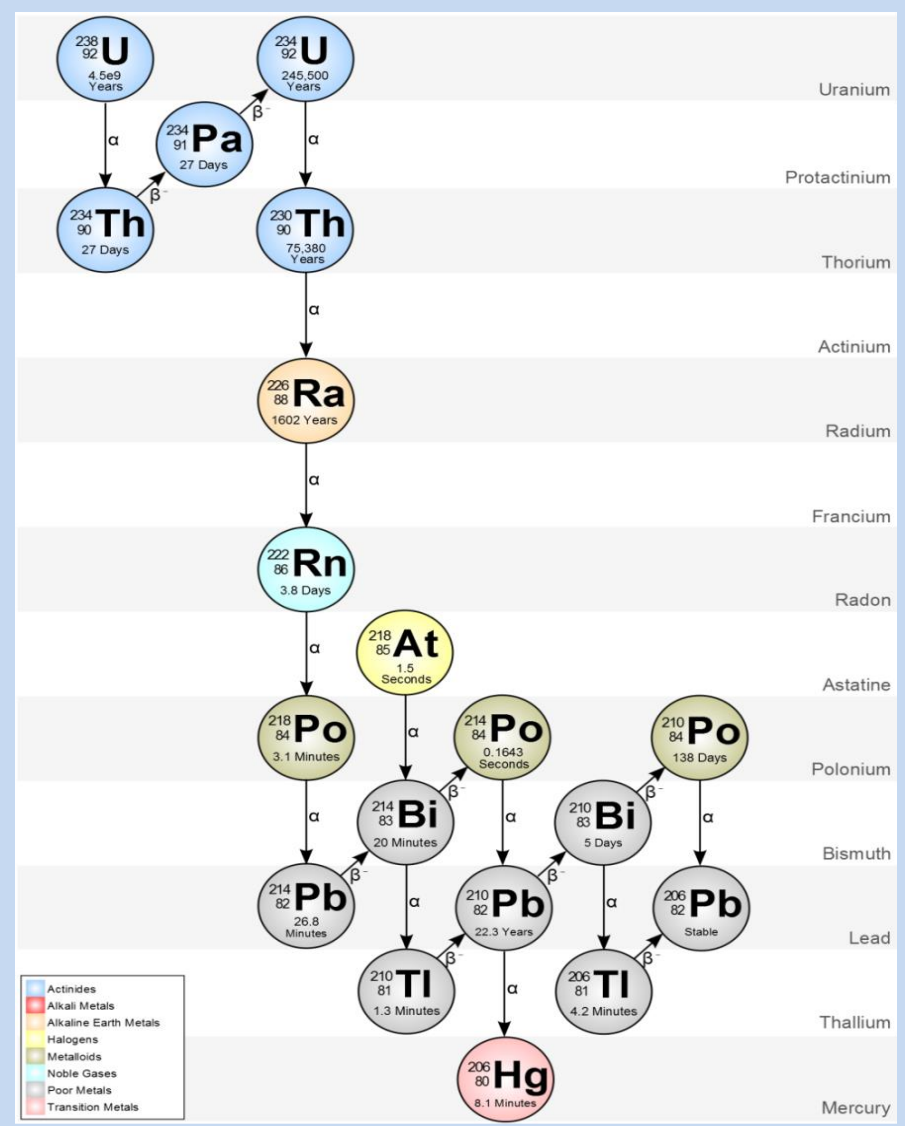 238
92 U
4.5e9
Years
234
92 U
245,500
Years
Uranium
α
β⁻
234
91 Pa
27 Days
α
Protactinium
β⁻
234
90 Th
27 Days
230
90 Th
75,380
Years
Thorium
α
Actinium
226
88 Ra
1602 Years
Radium
α
Francium
222
86 Rn
3.8 Days
Radon
α
218
85 At
1.5
Seconds
Astatine
218
84 Po
3.1 Minutes
α
214
84 Po
0.1643
Seconds
210
84 Po
138 Days
Polonium
β⁻
β⁻
α
214
83 Bi
20 Minutes
α
210
83 Bi
5 Days
α
Bismuth
β⁻
β⁻
214
82 Pb
26.8
Minutes
α
210
82 Pb
22.3 Years
α
206
82 Pb
Stable
Lead
β⁻
β⁻
210
81 Tl
1.3 Minutes
α
206
81 Tl
4.2 Minutes
Thallium
206
80 Hg
8.1 Minutes
Mercury
Actinides
Alkali Metals
Alkaline Earth Metals
Halogens
Metalloids
Noble Gases
Poor Metals
Transition Metals